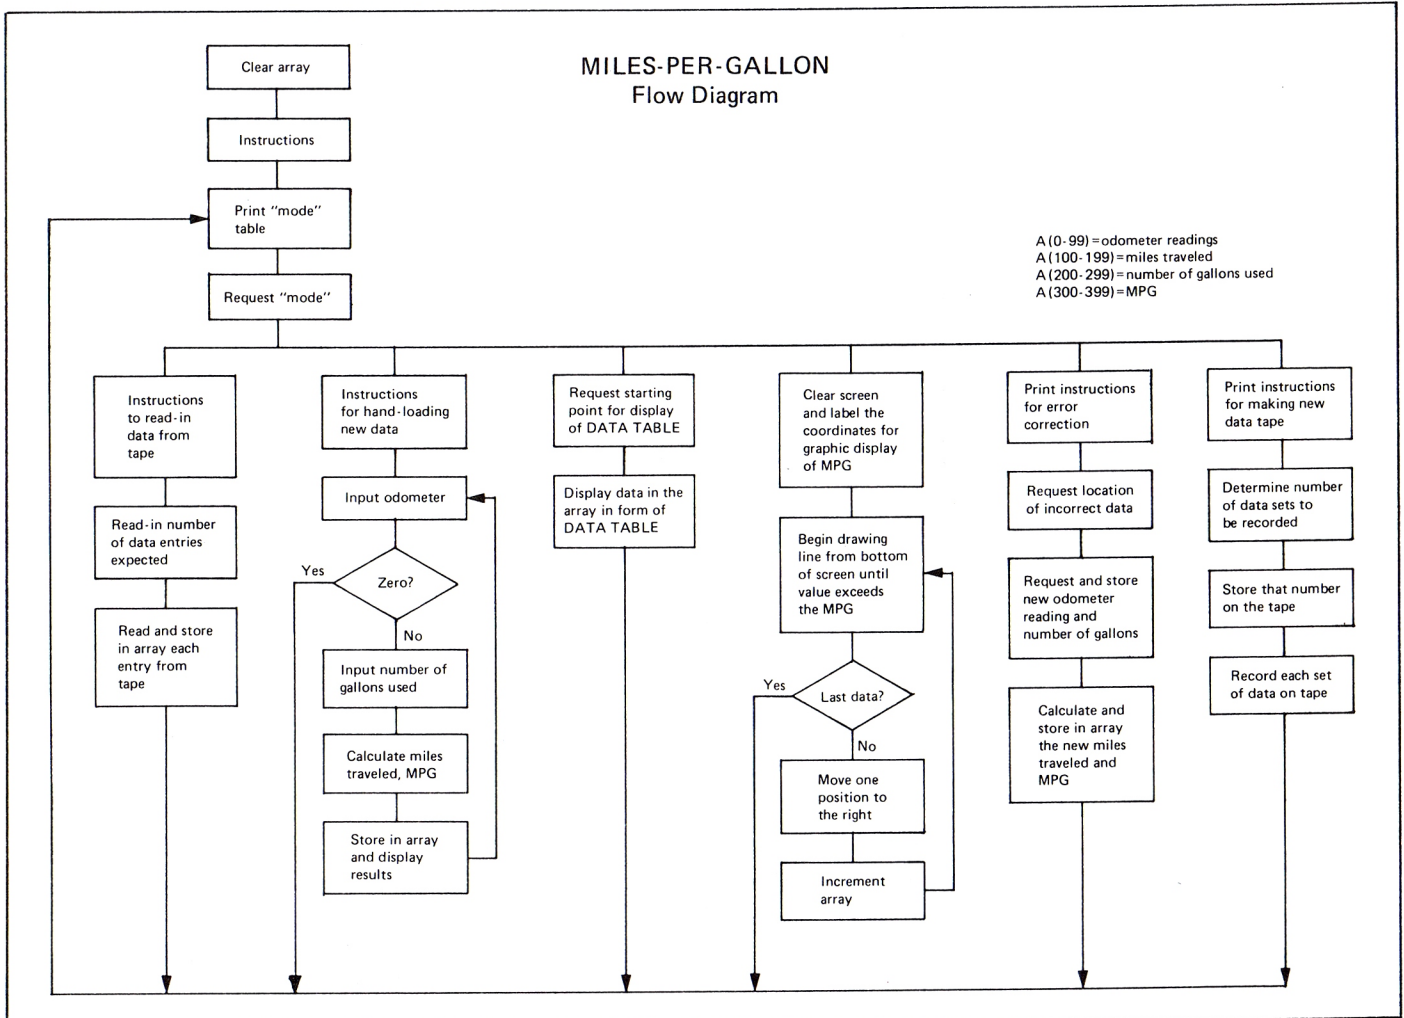 MILES-PER-GALLON
Flow Diagram
Clear array
Instructions
Print "mode"
table
Request "mode"
A(0-99)=odometer readings
A(100-199)=miles traveled
A(200-299)=number of gallons used
A(300-399)=MPG
Instructions
to read-in
data from
tape
Read-in number
of data entries
expected
Read and store
in array each
entry from
tape
Instructions
for hand-loading
new data
Input odometer
Zero?
Yes
No
Input number of
gallons used
Calculate miles
traveled, MPG
Store in array
and display
results
Request starting
point for display
of DATA TABLE
Display data in the
array in form of
DATA TABLE
Clear screen
and label the
coordinates for
graphic display
of MPG
Begin drawing
line from bottom
of screen until
value exceeds
the MPG
Last data?
Yes
No
Move one
position to
the right
Increment
array
Print instructions
for error
correction
Request location
of incorrect data
Request and store
new odometer
reading and
number of gallons
Calculate and
store in array
the new miles
traveled and
MPG
Print instructions
for making new
data tape
Determine number
of data sets to
be recorded
Store that number
on the tape
Record each set
of data on tape